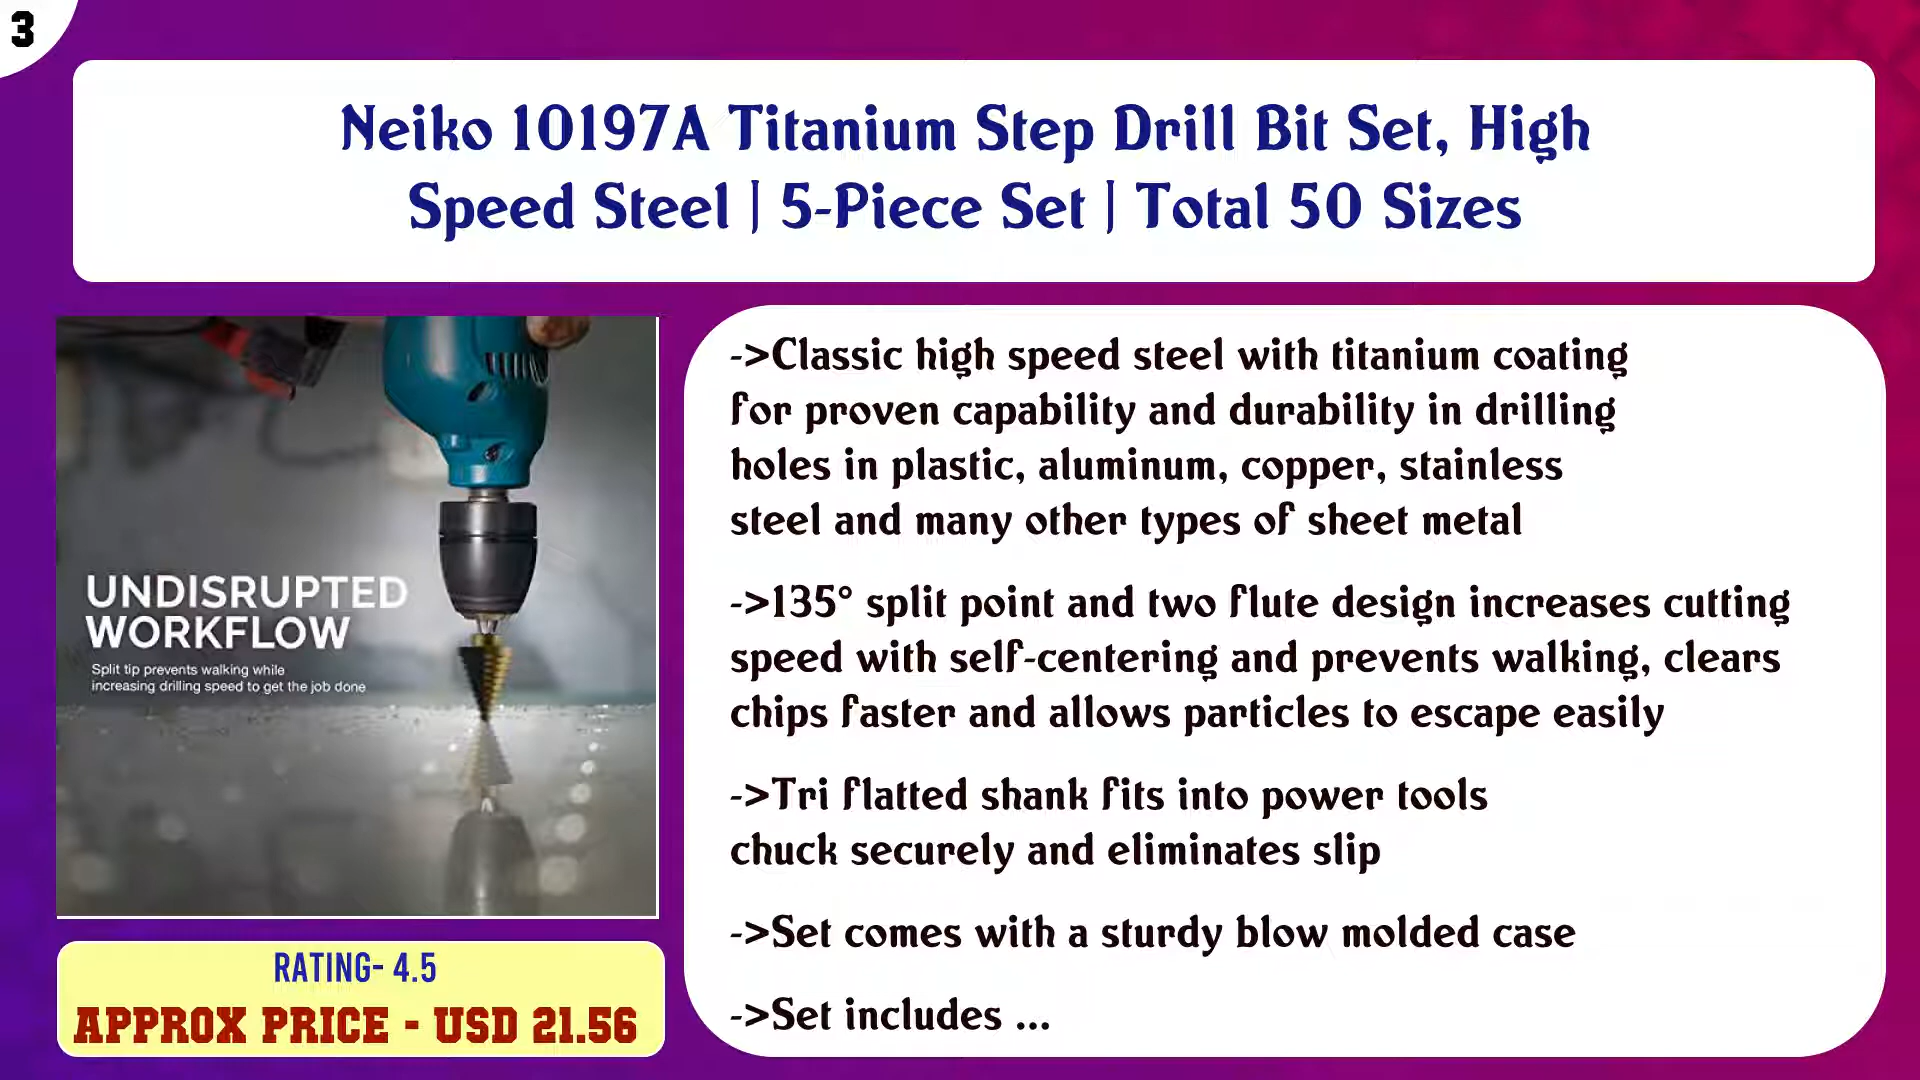 3
Neiko 10197A Titanium Step Drill Bit Set, High
Speed Steel | 5-Piece Set | Total 50 Sizes
UNDISRUPTED
WORKFLOW
Split tip prevents walking while
increasing drilling speed to get the job done
RATING- 4.5
APPROX PRICE - USD 21.56
->Classic high speed steel with titanium coating
for proven capability and durability in drilling
holes in plastic, aluminum, copper, stainless
steel and many other types of sheet metal
->135° split point and two flute design increases cutting
speed with self-centering and prevents walking, clears
chips faster and allows particles to escape easily
->Tri flatted shank fits into power tools
chuck securely and eliminates slip
->Set comes with a sturdy blow molded case
->Set includes ...